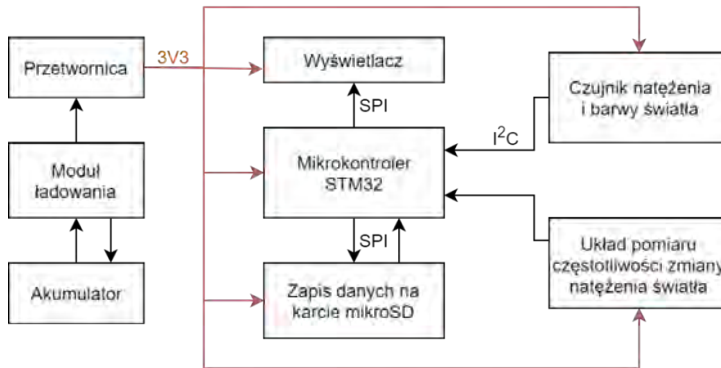 Przetwornica
3V3
Wyświetlacz
Czujnik natężenia
i barwy światła
SPI
I²C
Moduł
ładowania
Mikrokontroler
STM32
SPI
Układ pomiaru
częstotliwości zmiany
natężenia światła
Akumulator
Zapis danych na
karcie mikroSD